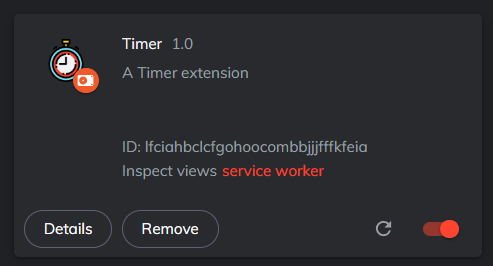 Timer 1.0
A Timer extension
ID: lfciahbclcfgohoocombbjjjfffkfeia
Inspect views service worker
Details Remove